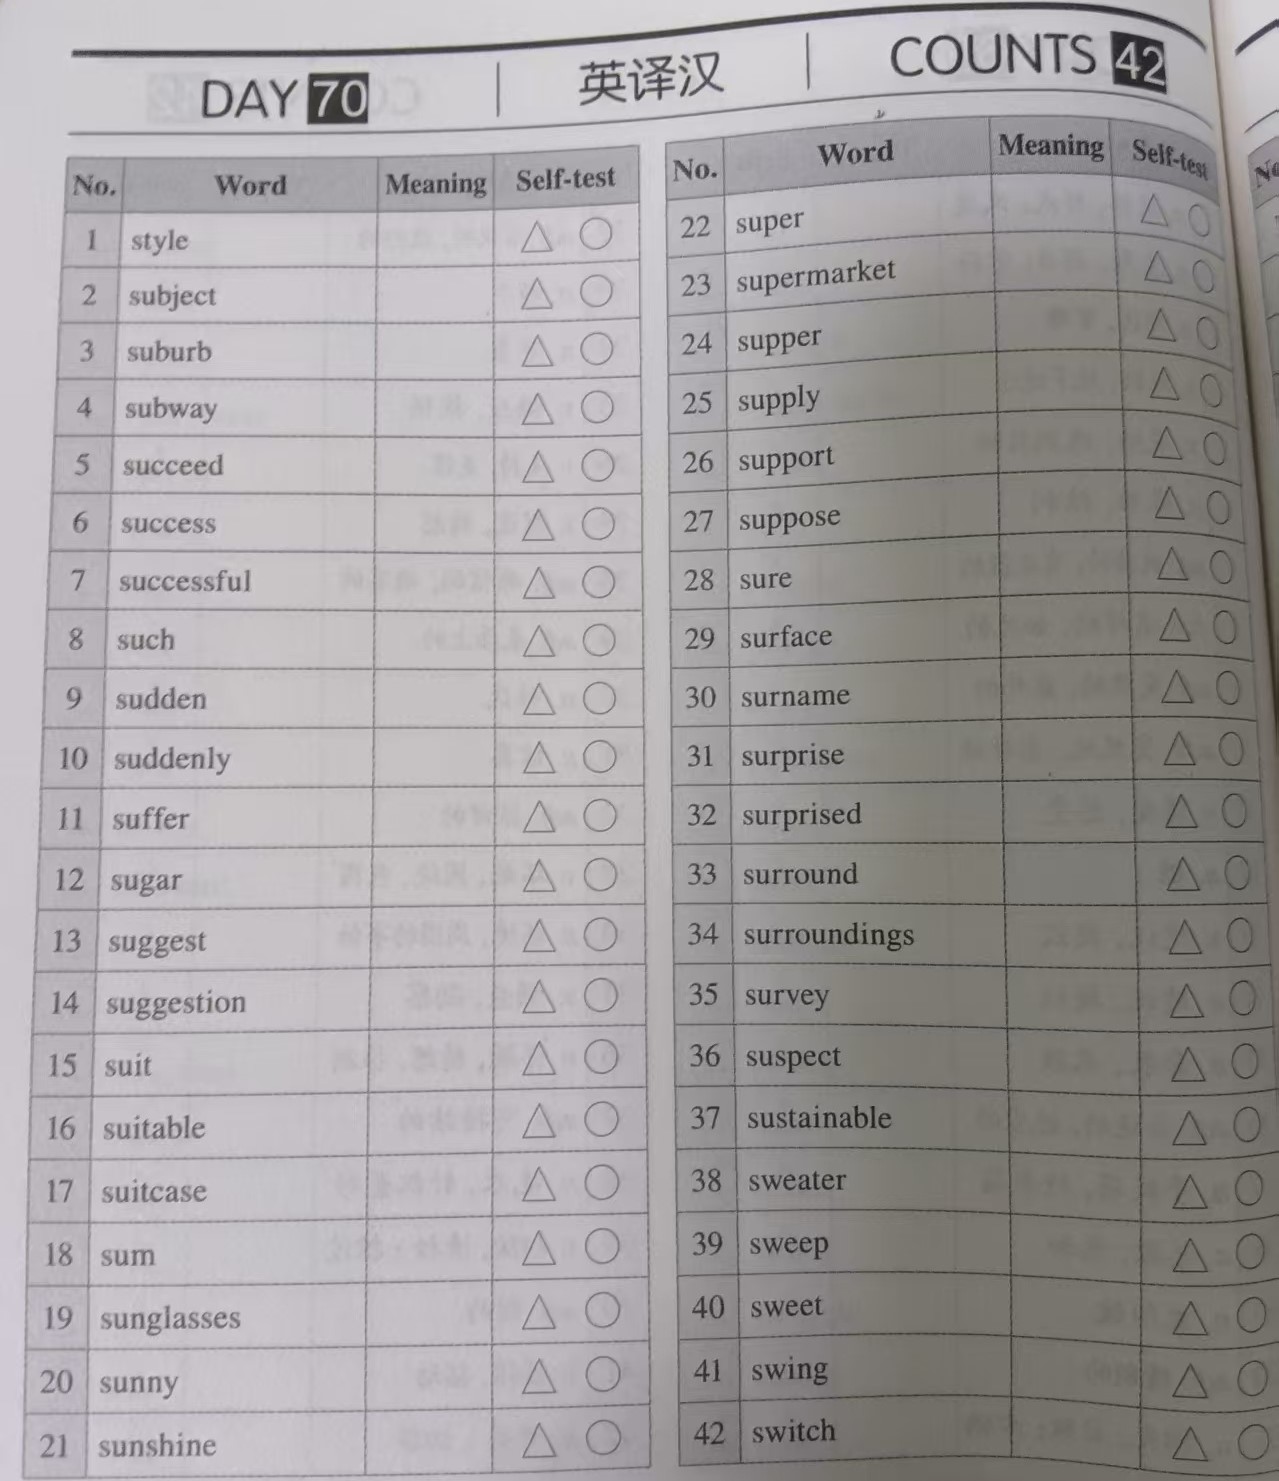 DAY 70 英译汉 COUNTS 42
No. Word Meaning Self-test
1 style
2 subject
3 suburb
4 subway
5 succeed
6 success
7 successful
8 such
9 sudden
10 suddenly
11 suffer
12 sugar
13 suggest
14 suggestion
15 suit
16 suitable
17 suitcase
18 sum
19 sunglasses
20 sunny
21 sunshine
No. Word Meaning Self-test
22 super
23 supermarket
24 supper
25 supply
26 support
27 suppose
28 sure
29 surface
30 surname
31 surprise
32 surprised
33 surround
34 surroundings
35 survey
36 suspect
37 sustainable
38 sweater
39 sweep
40 sweet
41 swing
42 switch